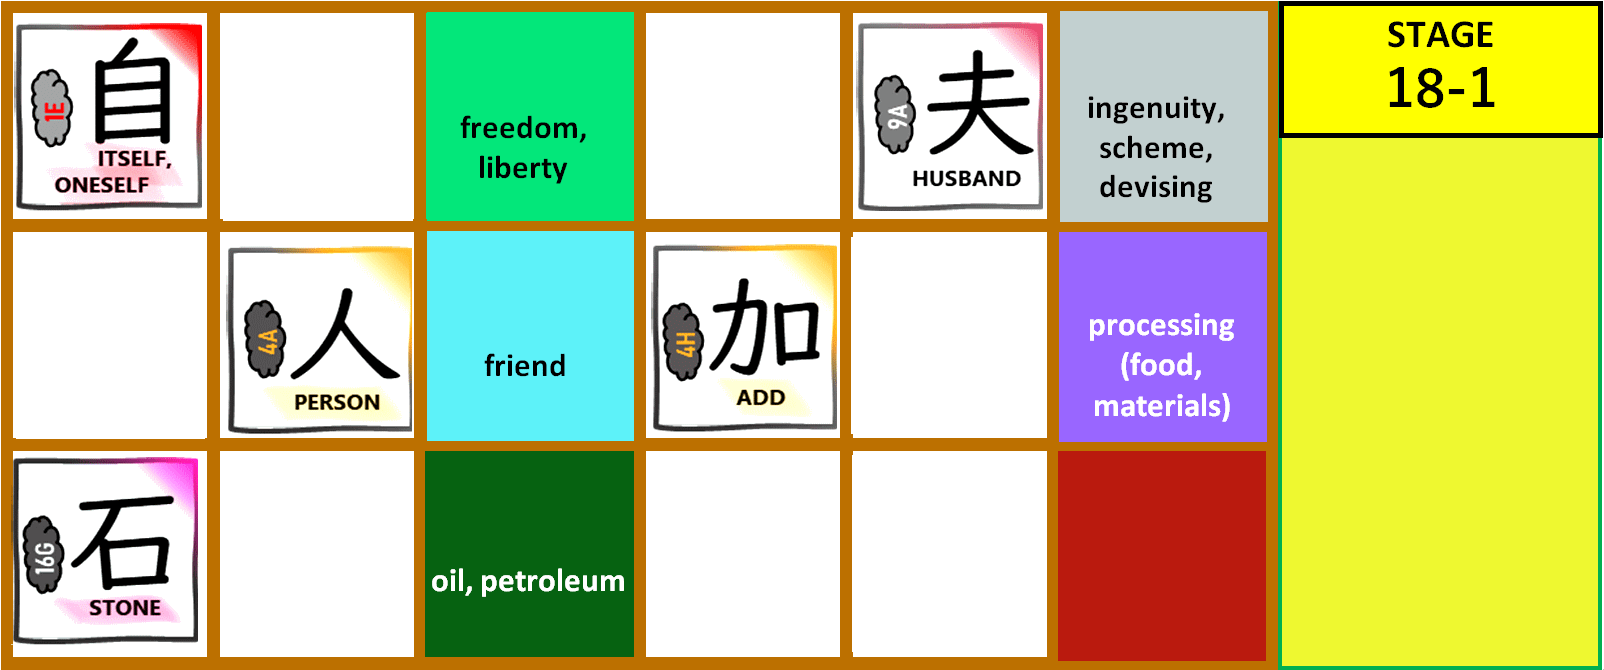 自
1E
ITSELF,
ONESELF
freedom,
liberty
夫
9A
HUSBAND
ingenuity,
scheme,
devising
STAGE
18-1
人
4A
PERSON
friend
加
4H
ADD
processing
(food,
materials)
石
16G
STONE
oil, petroleum